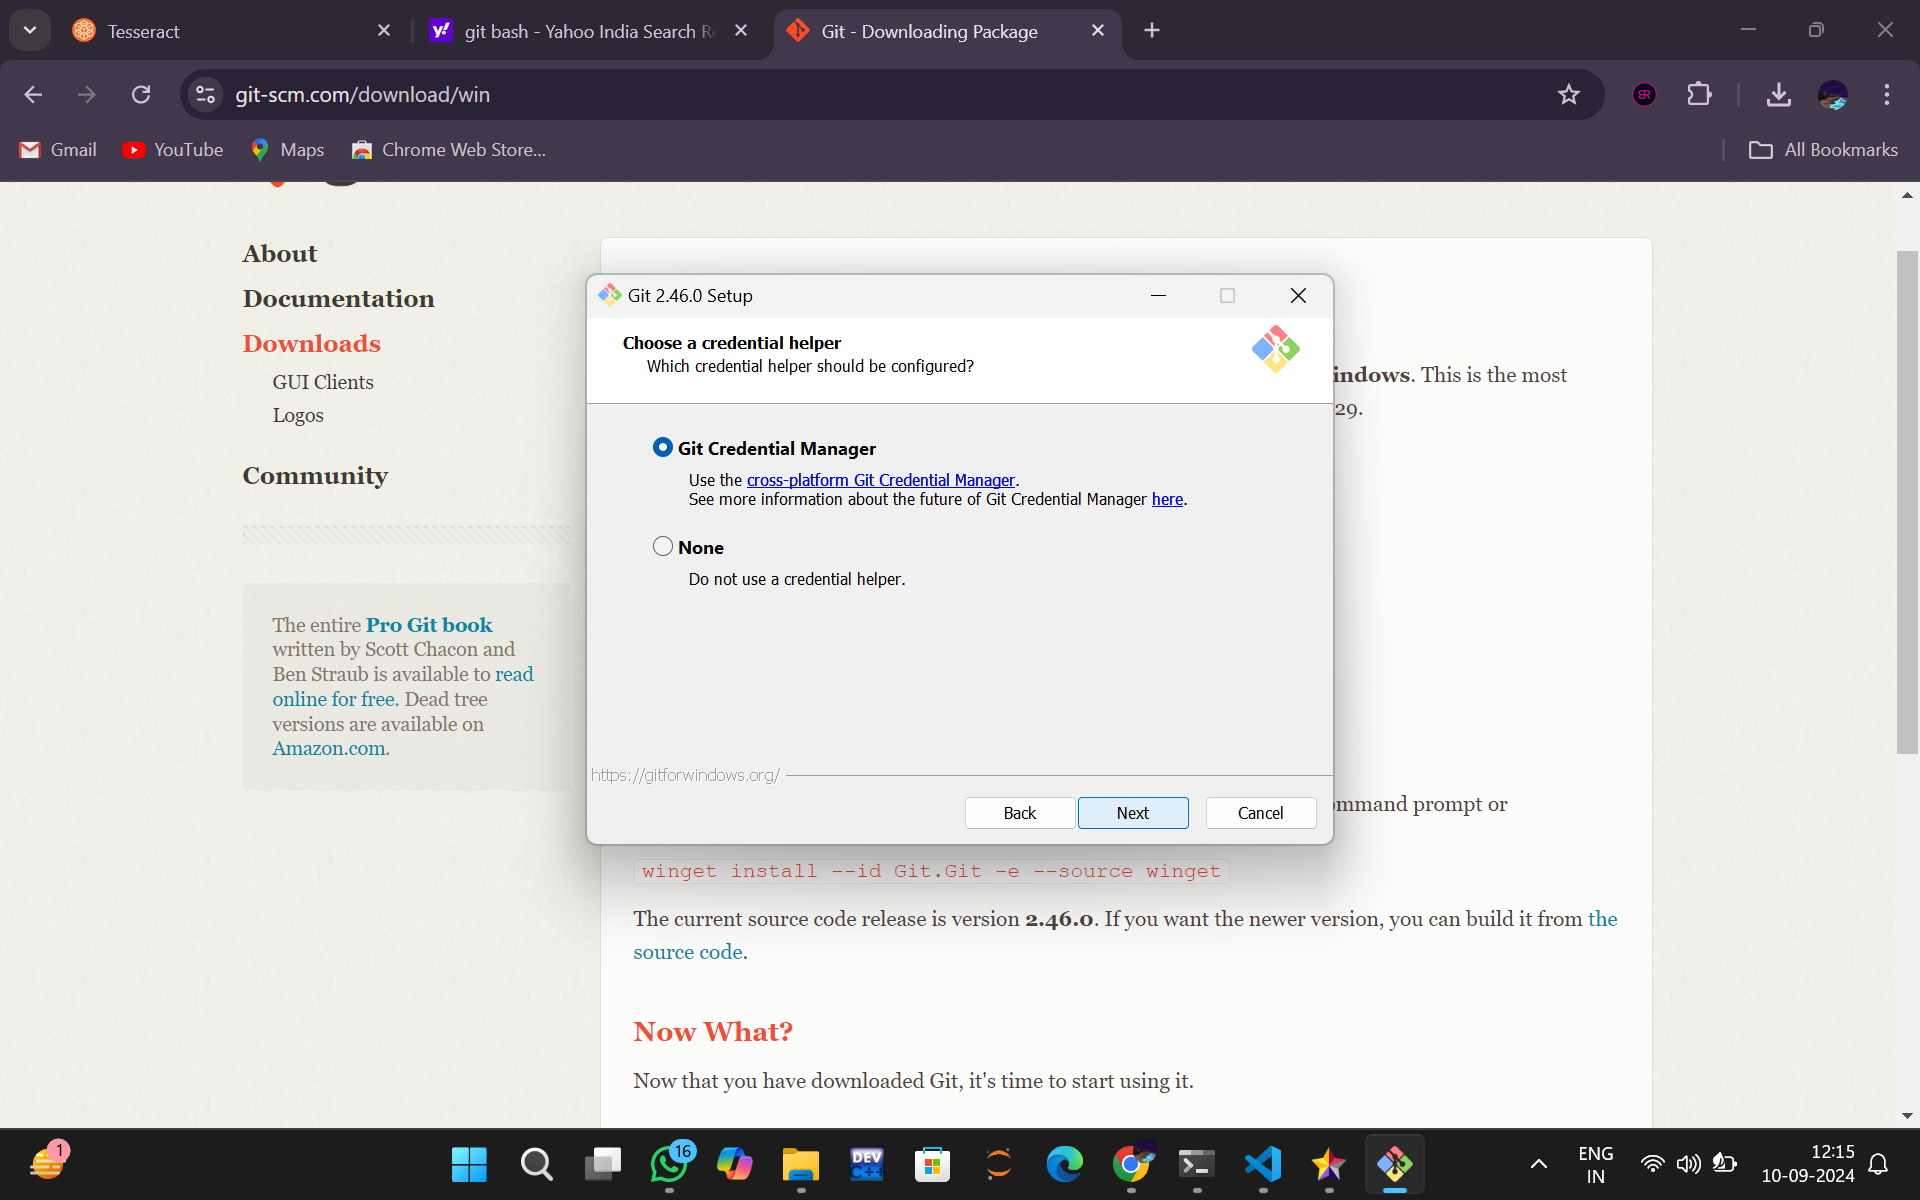 Tesseract
git bash - Yahoo India Search Re
Git - Downloading Package
git-scm.com/download/win
Gmail
YouTube
Maps
Chrome Web Store...
All Bookmarks
About
Documentation
Downloads
GUI Clients
Logos
Community
The entire Pro Git book
written by Scott Chacon and
Ben Straub is available to read
online for free. Dead tree
versions are available on
Amazon.com.
Git 2.46.0 Setup
Choose a credential helper
Which credential helper should be configured?
Git Credential Manager
Use the cross-platform Git Credential Manager.
See more information about the future of Git Credential Manager here.
None
Do not use a credential helper.
https://gitforwindows.org/
Back
Next
Cancel
indows. This is the most
29.
ommand prompt or
winget install --id Git.Git -e --source winget
The current source code release is version 2.46.0. If you want the newer version, you can build it from the
source code.
Now What?
Now that you have downloaded Git, it's time to start using it.
1
16
DEV
C++
ENG
IN
12:15
10-09-2024